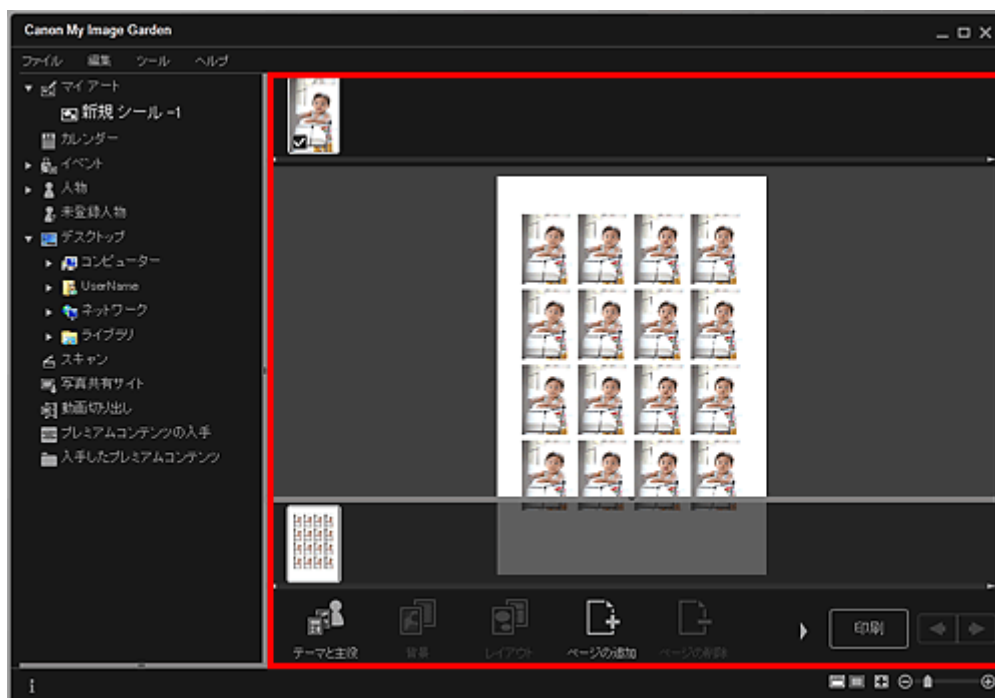 Canon My Image Garden
ファイル 編集 ツール ヘルプ
マイ アート
新規 シール -1
カレンダー
イベント
人物
未登録人物
デスクトップ
コンピューター
UserName
ネットワーク
ライブラリ
スキャン
写真共有サイト
動画切り出し
プレミアムコンテンツの入手
入手したプレミアムコンテンツ
テーマと主役 背景 レイアウト ページの追加 ページの削除 印刷